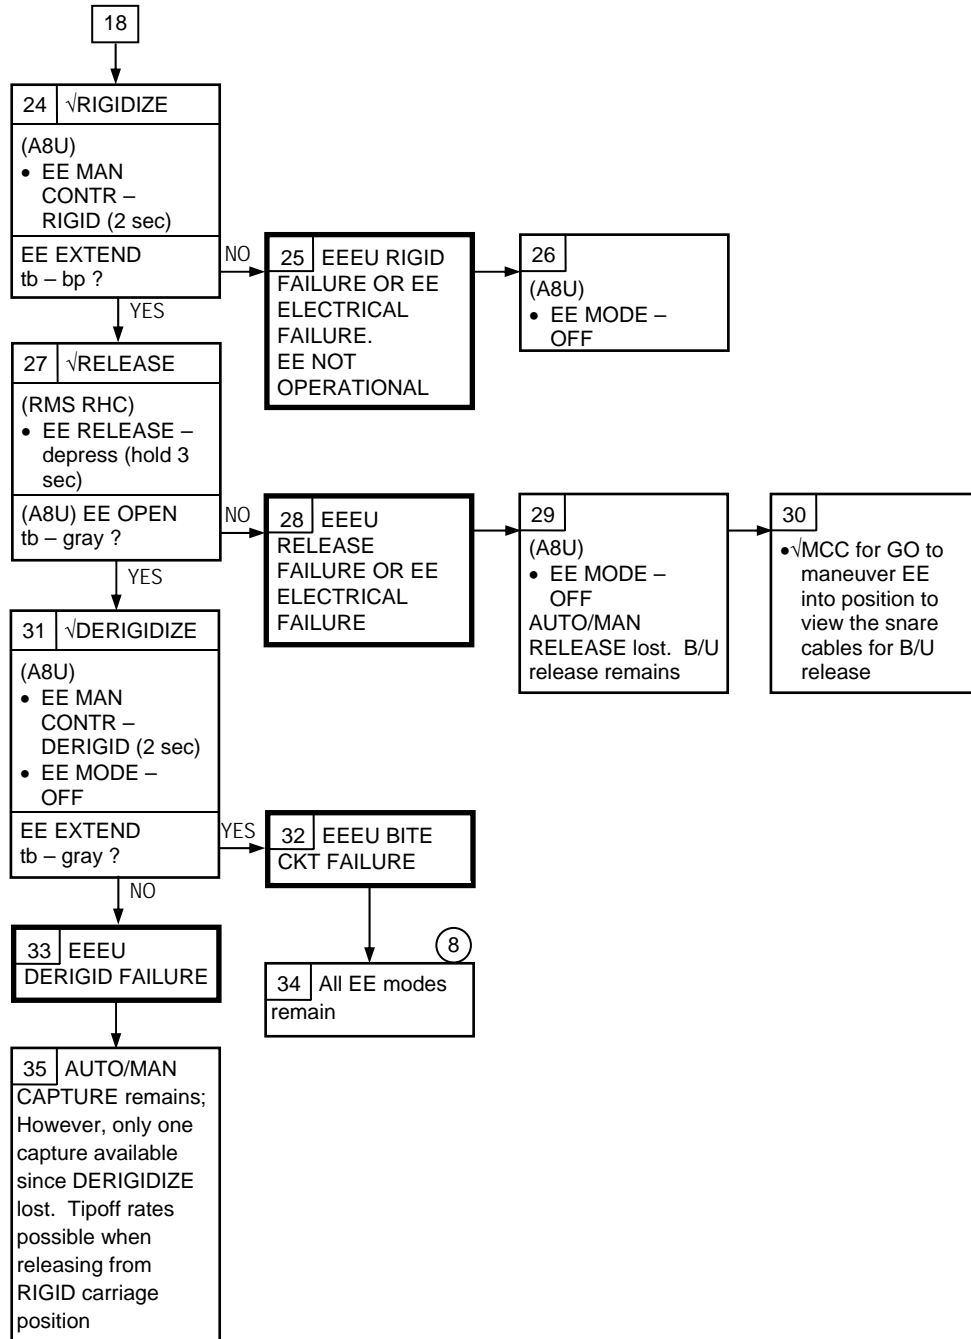 18
24 √RIGIDIZE
(A8U)
• EE MAN
CONTR –
RIGID (2 sec)
EE EXTEND
tb – bp ?
NO
YES
25 EEEU RIGID
FAILURE OR EE
ELECTRICAL
FAILURE.
EE NOT
OPERATIONAL
26
(A8U)
• EE MODE –
OFF
27 √RELEASE
(RMS RHC)
• EE RELEASE –
depress (hold 3
sec)
(A8U) EE OPEN
tb – gray ?
NO
YES
28 EEEU
RELEASE
FAILURE OR EE
ELECTRICAL
FAILURE
29
(A8U)
• EE MODE –
OFF
AUTO/MAN
RELEASE lost. B/U
release remains
30
•√MCC for GO to
maneuver EE
into position to
view the snare
cables for B/U
release
31 √DERIGIDIZE
(A8U)
• EE MAN
CONTR –
DERIGID (2 sec)
• EE MODE –
OFF
EE EXTEND
tb – gray ?
YES
NO
32 EEEU BITE
CKT FAILURE
8
34 All EE modes
remain
33 EEEU
DERIGID FAILURE
35 AUTO/MAN
CAPTURE remains;
However, only one
capture available
since DERIGIDIZE
lost. Tipoff rates
possible when
releasing from
RIGID carriage
position